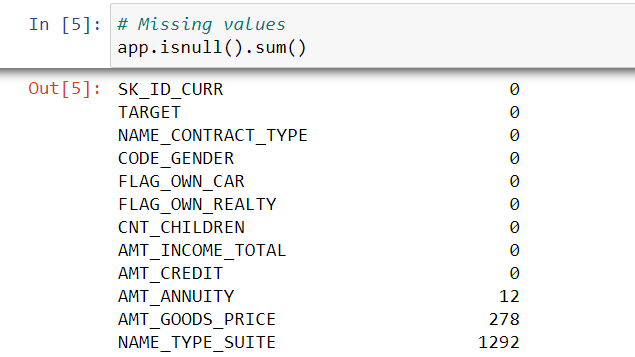 In [5]: # Missing values
app.isnull().sum()
Out[5]: SK_ID_CURR 0
TARGET 0
NAME_CONTRACT_TYPE 0
CODE_GENDER 0
FLAG_OWN_CAR 0
FLAG_OWN_REALTY 0
CNT_CHILDREN 0
AMT_INCOME_TOTAL 0
AMT_CREDIT 0
AMT_ANNUITY 12
AMT_GOODS_PRICE 278
NAME_TYPE_SUITE 1292